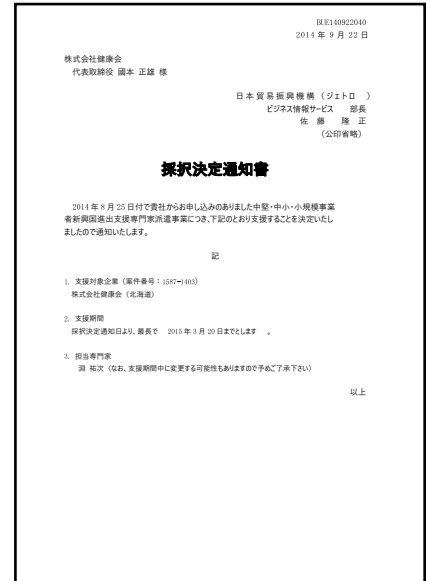 BUE140922040
2014 年 9 月 22 日
株式会社健康会
代表取締役 國本 正雄 様
日本貿易振興機構（ジェトロ ）
ビジネス情報サービス 部長
佐 藤 隆 正
（公印省略）
採択決定通知書
2014 年 8 月 25 日付で貴社からお申し込みのありました中堅・中小・小規模事業
者新興国進出支援専門家派遣事業につき、下記のとおり支援することを決定いたし
ましたので通知いたします。
記
1. 支援対象企業（案件番号：1587-1403）
株式会社健康会（北海道）
2. 支援期間
採択決定通知日より、最長で 2015 年 3 月 20 日までとします 。
3. 担当専門家
淵 祐次（なお、支援期間中に変更する可能性もありますので予めご了承下さい）
以上